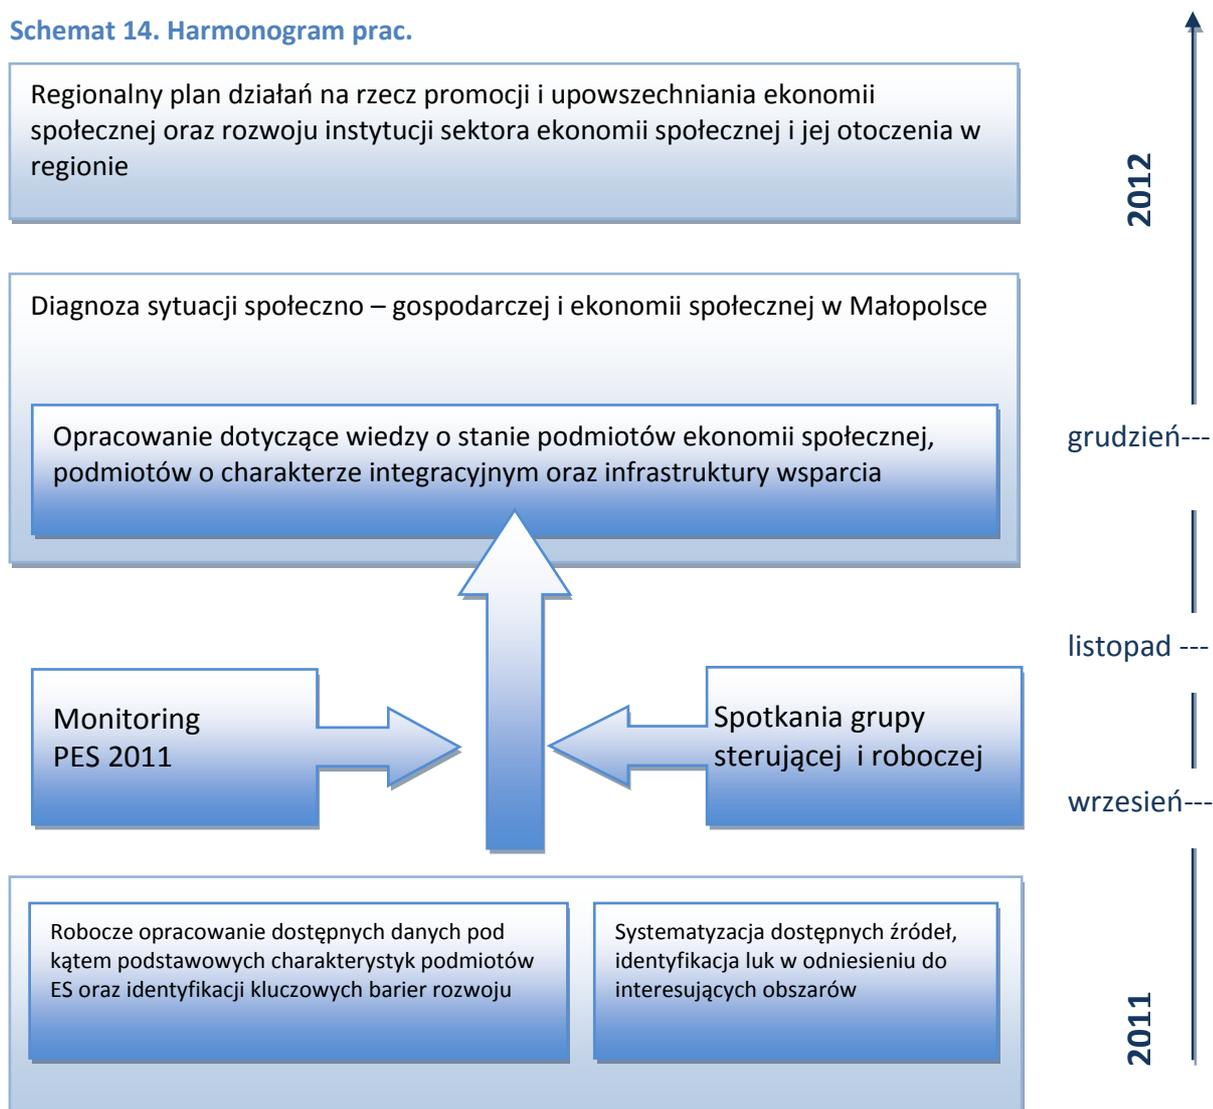 Schemat 14. Harmonogram prac.
Regionalny plan działań na rzecz promocji i upowszechniania ekonomii
społecznej oraz rozwoju instytucji sektora ekonomii społecznej i jej otoczenia w
regionie
2012
Diagnoza sytuacji społeczno – gospodarczej i ekonomii społecznej w Małopolsce
Opracowanie dotyczące wiedzy o stanie podmiotów ekonomii społecznej,
podmiotów o charakterze integracyjnym oraz infrastruktury wsparcia
grudzień---
listopad ---
Monitoring
PES 2011
Spotkania grupy
sterującej  i roboczej
wrzesień---
Robocze opracowanie dostępnych danych pod
kątem podstawowych charakterystyk podmiotów
ES oraz identyfikacji kluczowych barier rozwoju
Systematyzacja dostępnych źródeł,
identyfikacja luk w odniesieniu do
interesujących obszarów
2011